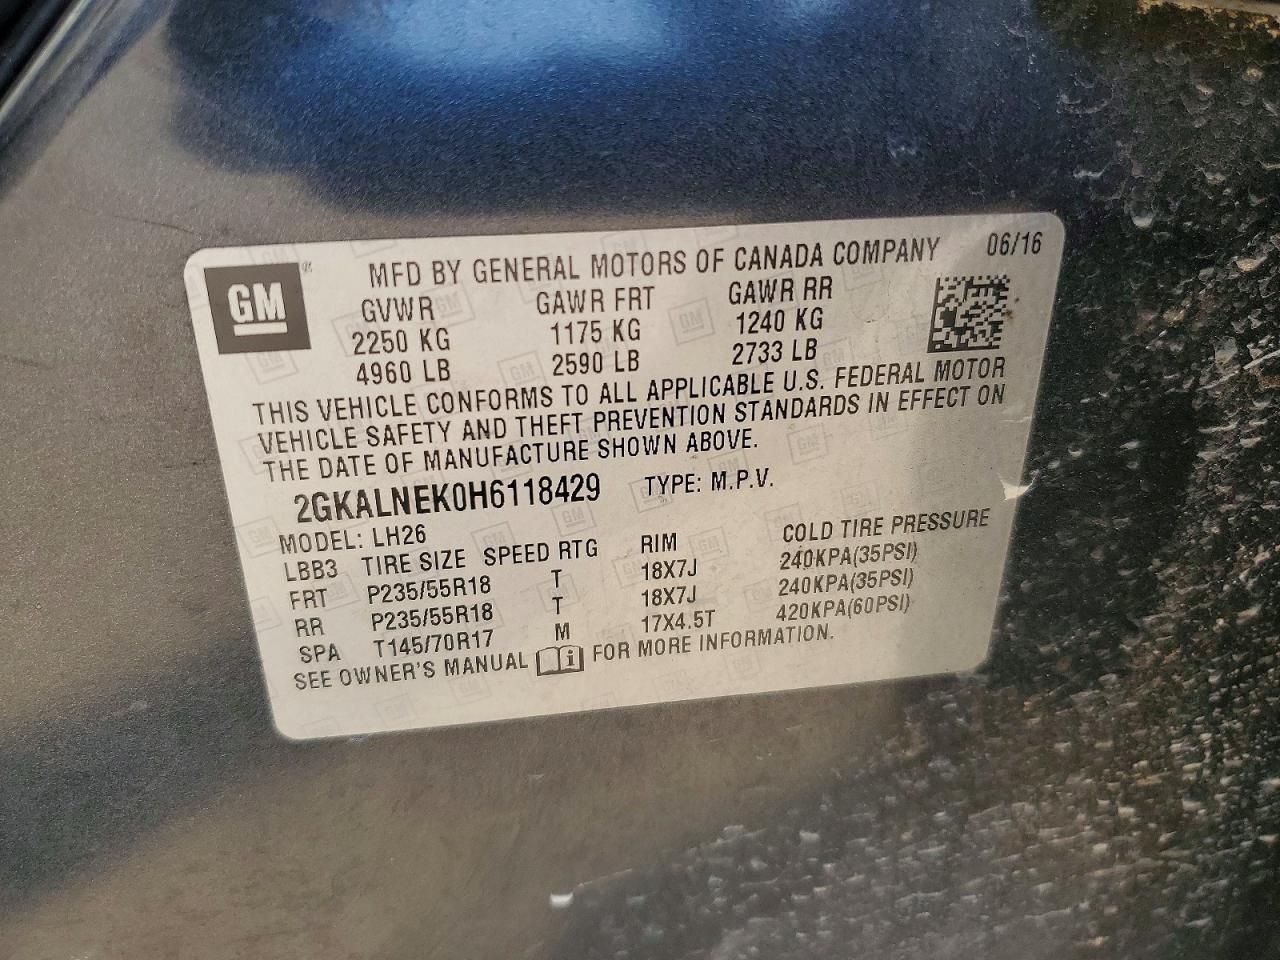 GM
MFD BY GENERAL MOTORS OF CANADA COMPANY 06/16
GVWR GAWR FRT GAWR RR
2250 KG 1175 KG 1240 KG
4960 LB 2590 LB 2733 LB
THIS VEHICLE CONFORMS TO ALL APPLICABLE U.S. FEDERAL MOTOR
VEHICLE SAFETY AND THEFT PREVENTION STANDARDS IN EFFECT ON
THE DATE OF MANUFACTURE SHOWN ABOVE.
2GKALNEK0H6118429 TYPE: M.P.V.
MODEL: LH26
LBB3 TIRE SIZE SPEED RTG RIM COLD TIRE PRESSURE
FRT P235/55R18 T 18X7J 240KPA(35PSI)
RR P235/55R18 T 18X7J 240KPA(35PSI)
SPA T145/70R17 M 17X4.5T 420KPA(60PSI)
SEE OWNER'S MANUAL FOR MORE INFORMATION.